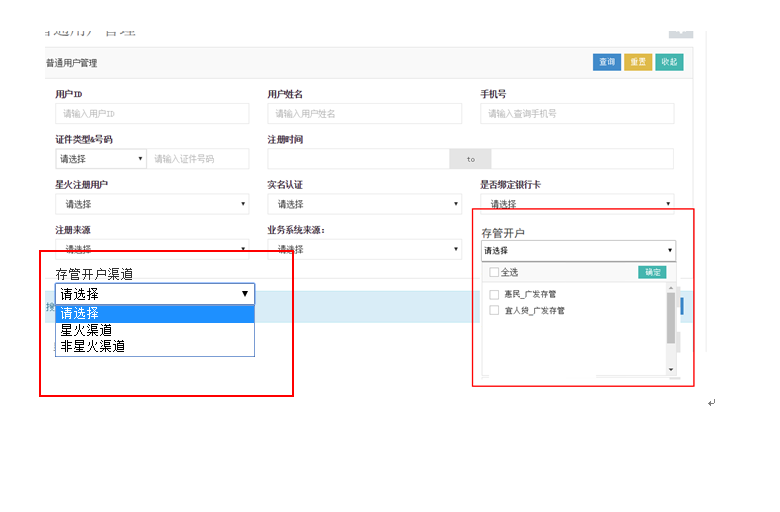 普通用户管理
普通用户管理
查询 重置 收起
用户ID 用户姓名 手机号
请输入用户ID 请输入用户姓名 请输入查询手机号
证件类型&号码 注册时间
请选择 请输入证件号码 to
星火注册用户 实名认证 是否绑定银行卡
请选择 请选择 请选择
注册来源 业务系统来源:
请选择 请选择
存管开户
请选择
全选 确定
惠民_广发存管
宜人贷_广发存管
存管开户渠道
请选择
请选择
星火渠道
非星火渠道